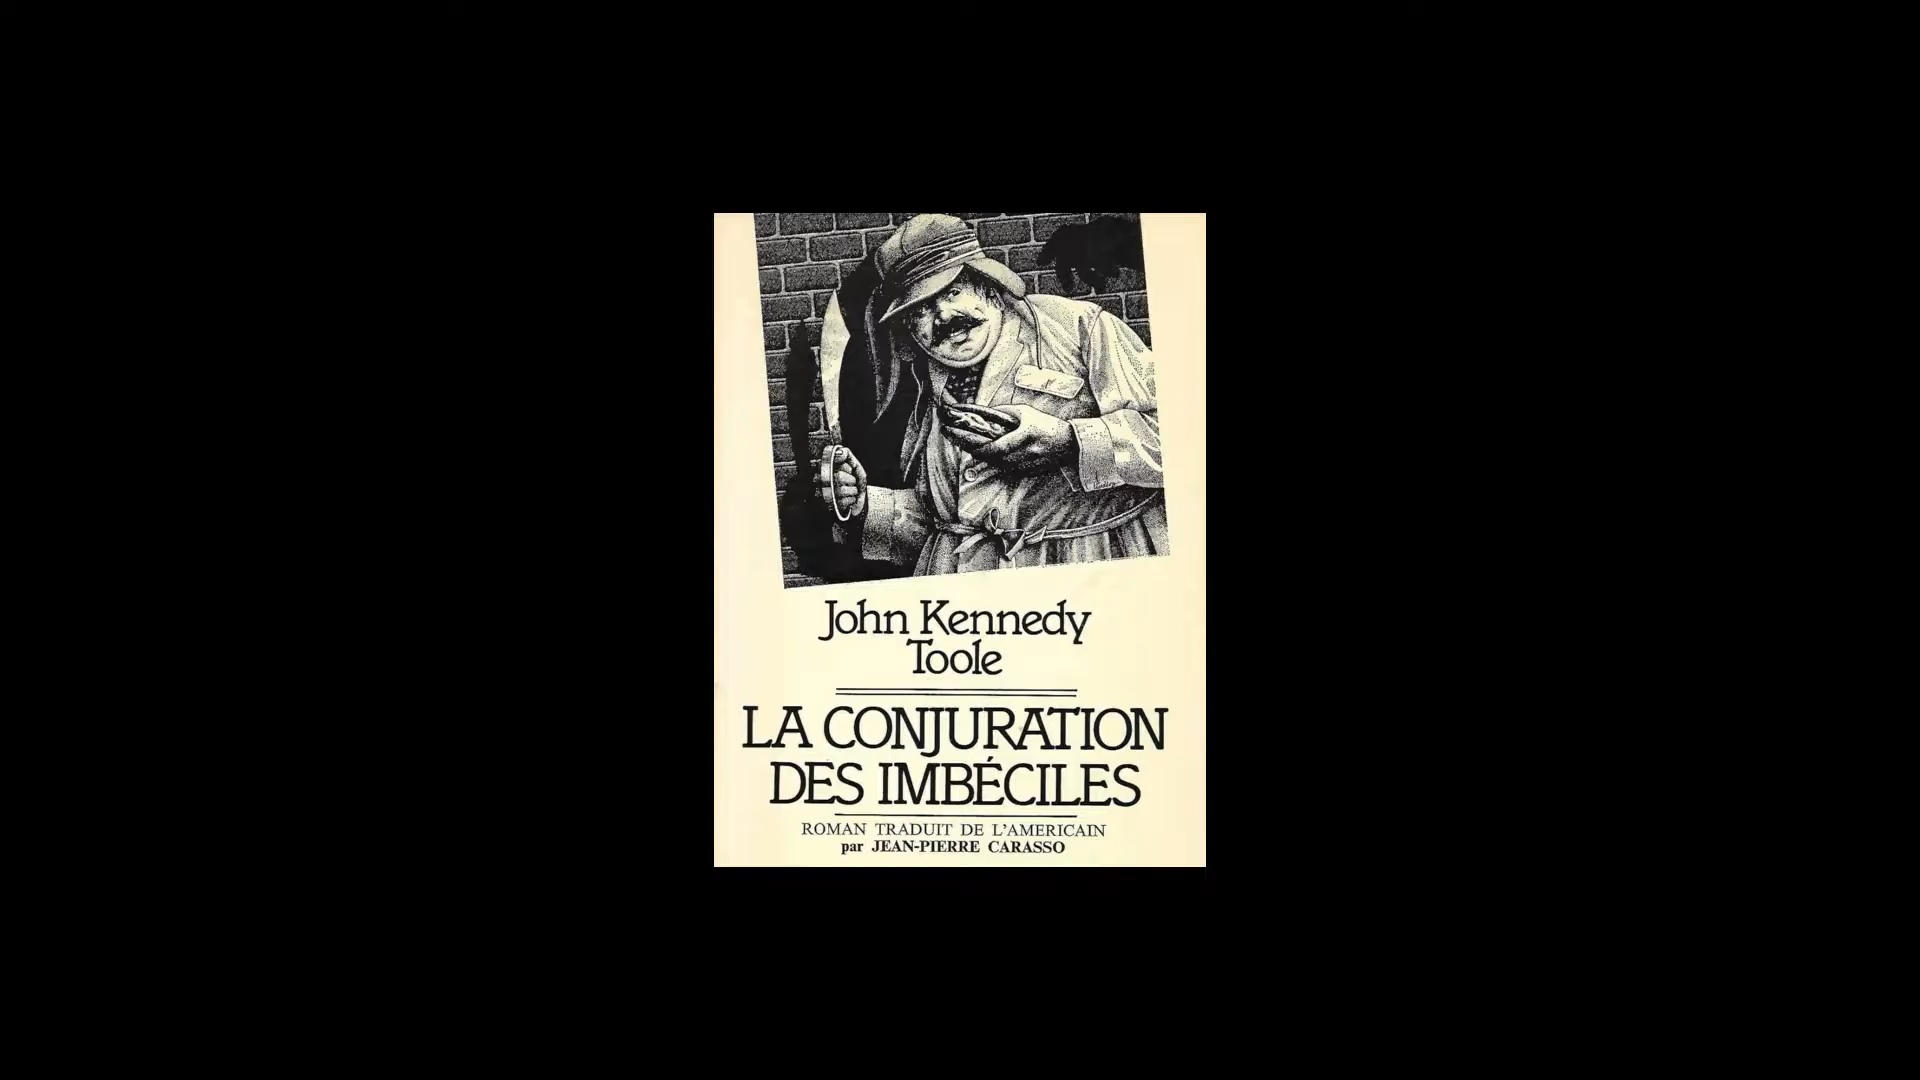 John Kennedy
Toole
LA CONJURATION
DES IMBÉCILES
ROMAN TRADUIT DE L'AMERICAIN
par JEAN-PIERRE CARASSO